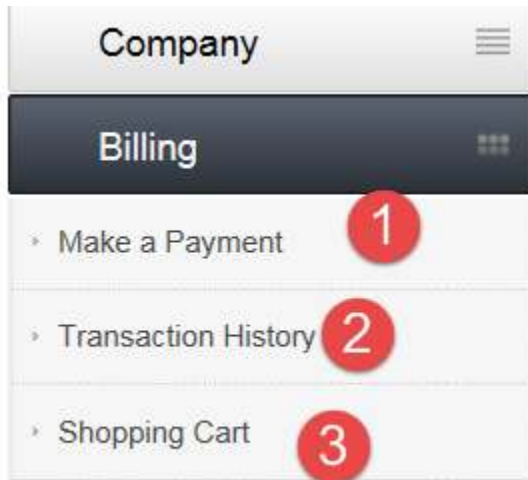 Company
Billing
Make a Payment 1
Transaction History 2
Shopping Cart 3